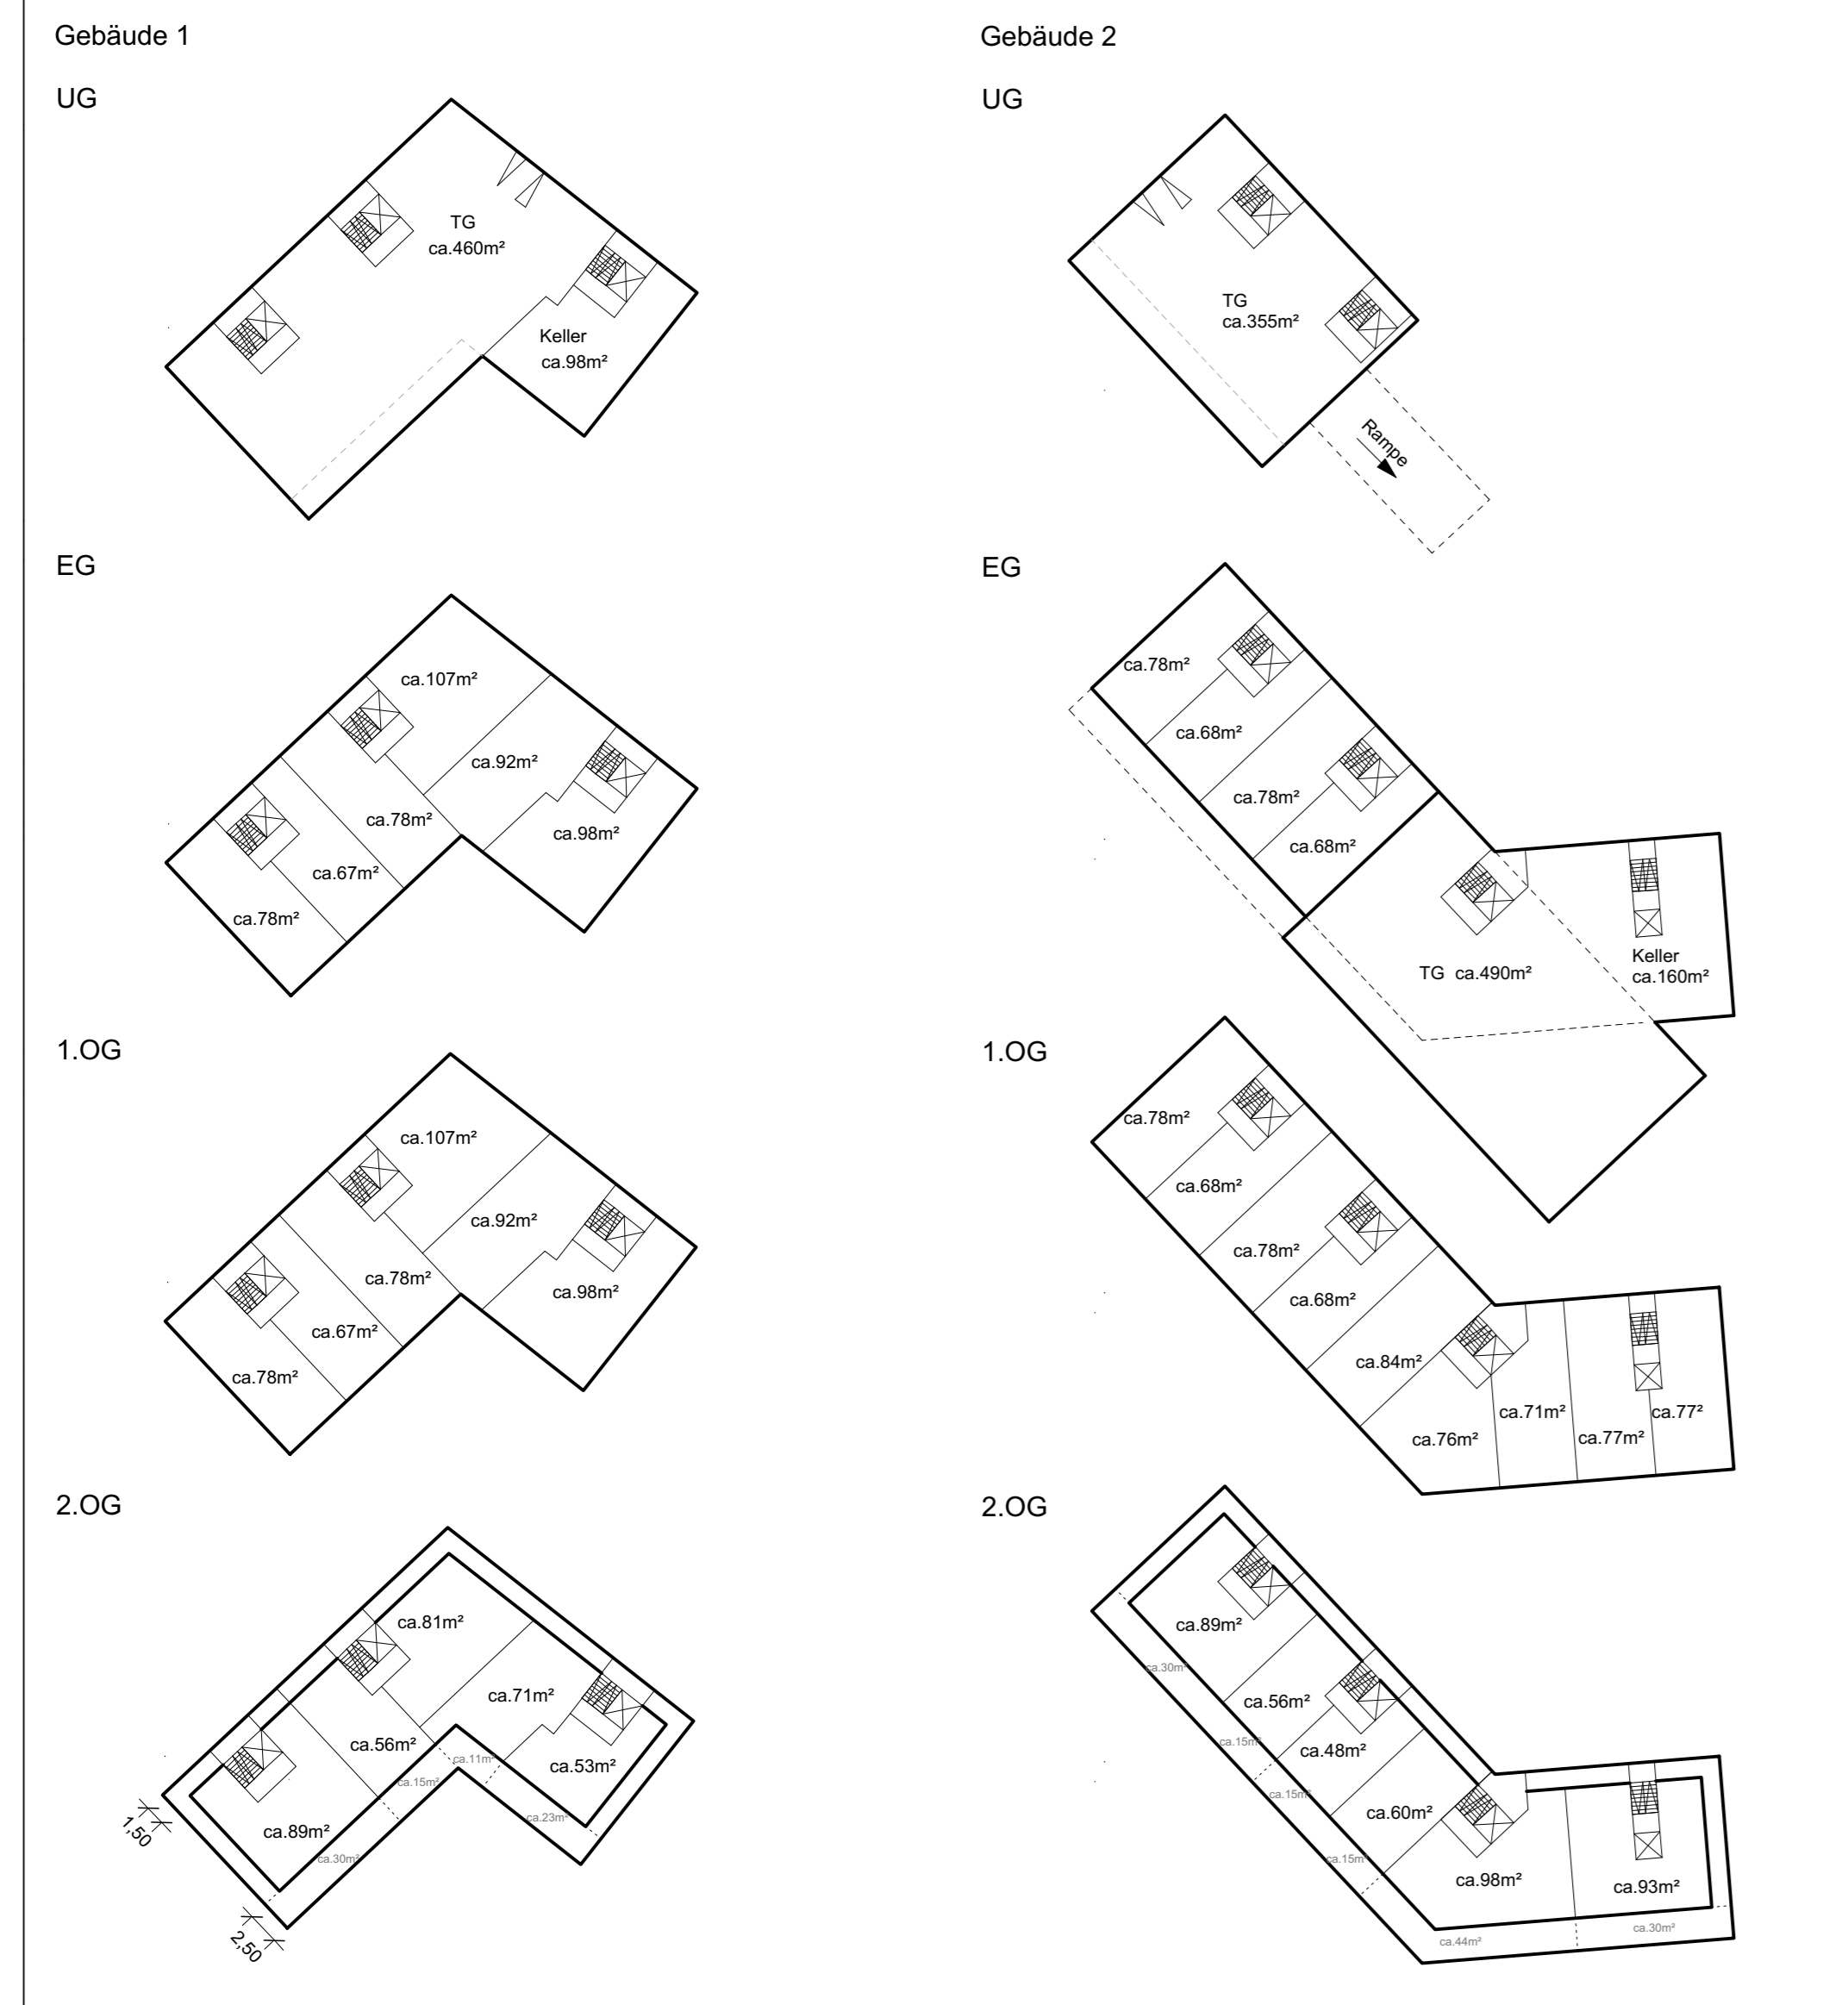 Gebäude 1
UG
TG
ca.460m²
Keller
ca.98m²
EG
ca.107m²
ca.92m²
ca.78m²
ca.98m²
ca.67m²
ca.78m²
1.OG
ca.107m²
ca.92m²
ca.78m²
ca.98m²
ca.67m²
ca.78m²
2.OG
ca.81m²
ca.71m²
ca.56m²
ca.11m²
ca.53m²
ca.15m²
ca.23m²
ca.89m²
ca.30m²
1,50
2,50
Gebäude 2
UG
TG
ca.355m²
Rampe
EG
ca.78m²
ca.68m²
ca.78m²
ca.68m²
TG ca.490m²
Keller
ca.160m²
1.OG
ca.78m²
ca.68m²
ca.78m²
ca.68m²
ca.84m²
ca.71m²
ca.77²
ca.76m²
ca.77m²
2.OG
ca.89m²
ca.30m²
ca.56m²
ca.15m²
ca.48m²
ca.15m²
ca.60m²
ca.15m²
ca.98m²
ca.93m²
ca.30m²
ca.44m²